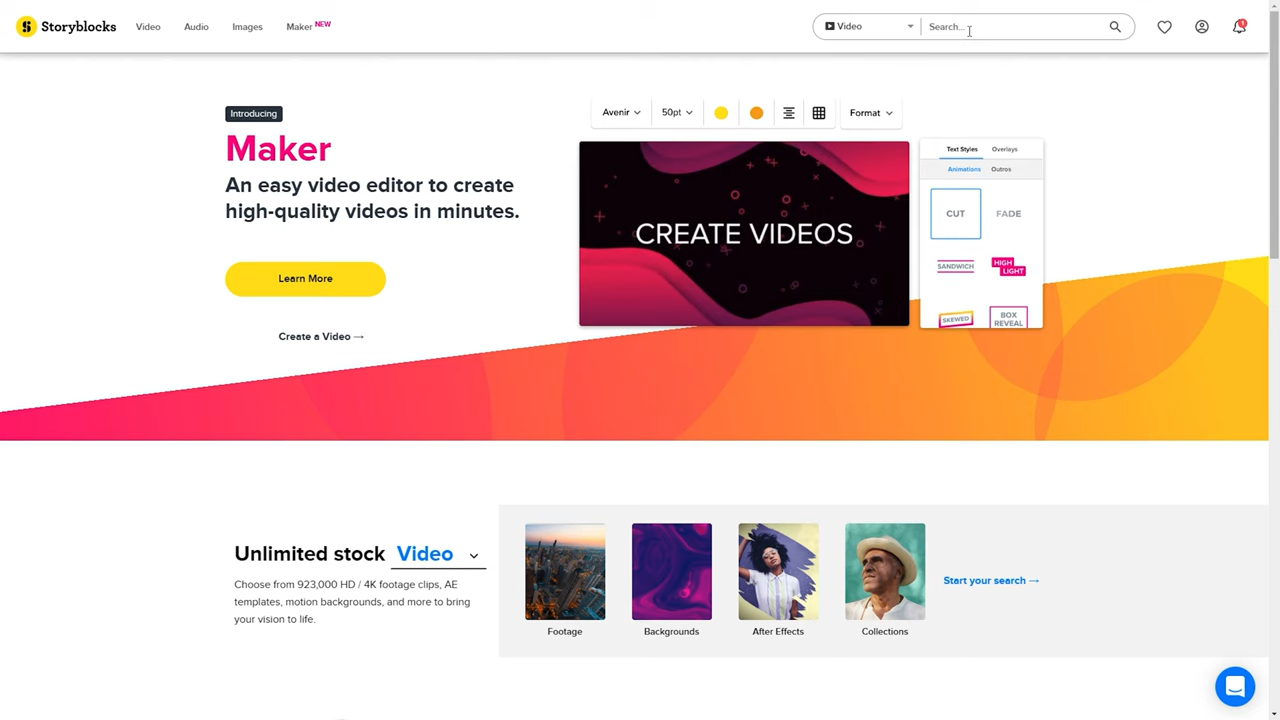 Storyblocks
Video
Audio
Images
Maker NEW
Video
Search...
1
Introducing
Maker
An easy video editor to create
high-quality videos in minutes.
Learn More
Create a Video →
Avenir
50pt
Format
CREATE VIDEOS
Text Styles
Overlays
Animations
Outros
CUT
FADE
SANDWICH
HIGH
LIGHT
SKEWED
BOX
REVEAL
Unlimited stock Video
Choose from 923,000 HD / 4K footage clips, AE
templates, motion backgrounds, and more to bring
your vision to life.
Footage
Backgrounds
After Effects
Collections
Start your search →